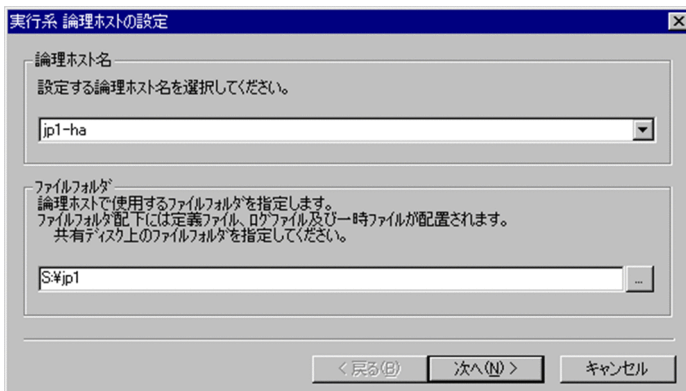 実行系 論理ホストの設定
論理ホスト名
設定する論理ホスト名を選択してください。
jp1-ha
ファイルフォルダ
論理ホストで使用するファイルフォルダを指定します。
ファイルフォルダ配下には定義ファイル、ログファイル及び一時ファイルが配置されます。
共有ディスク上のファイルフォルダを指定してください。
S:¥jp1
...
< 戻る(B)
次へ(N) >
キャンセル